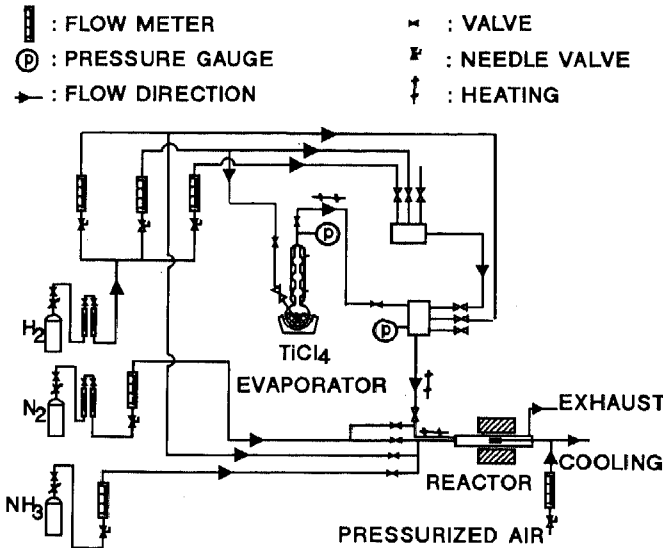 : FLOW METER
: VALVE
P : PRESSURE GAUGE
: NEEDLE VALVE
: FLOW DIRECTION
: HEATING
P
H2
TiCl4
P
EVAPORATOR
N2
EXHAUST
COOLING
REACTOR
NH3
PRESSURIZED AIR